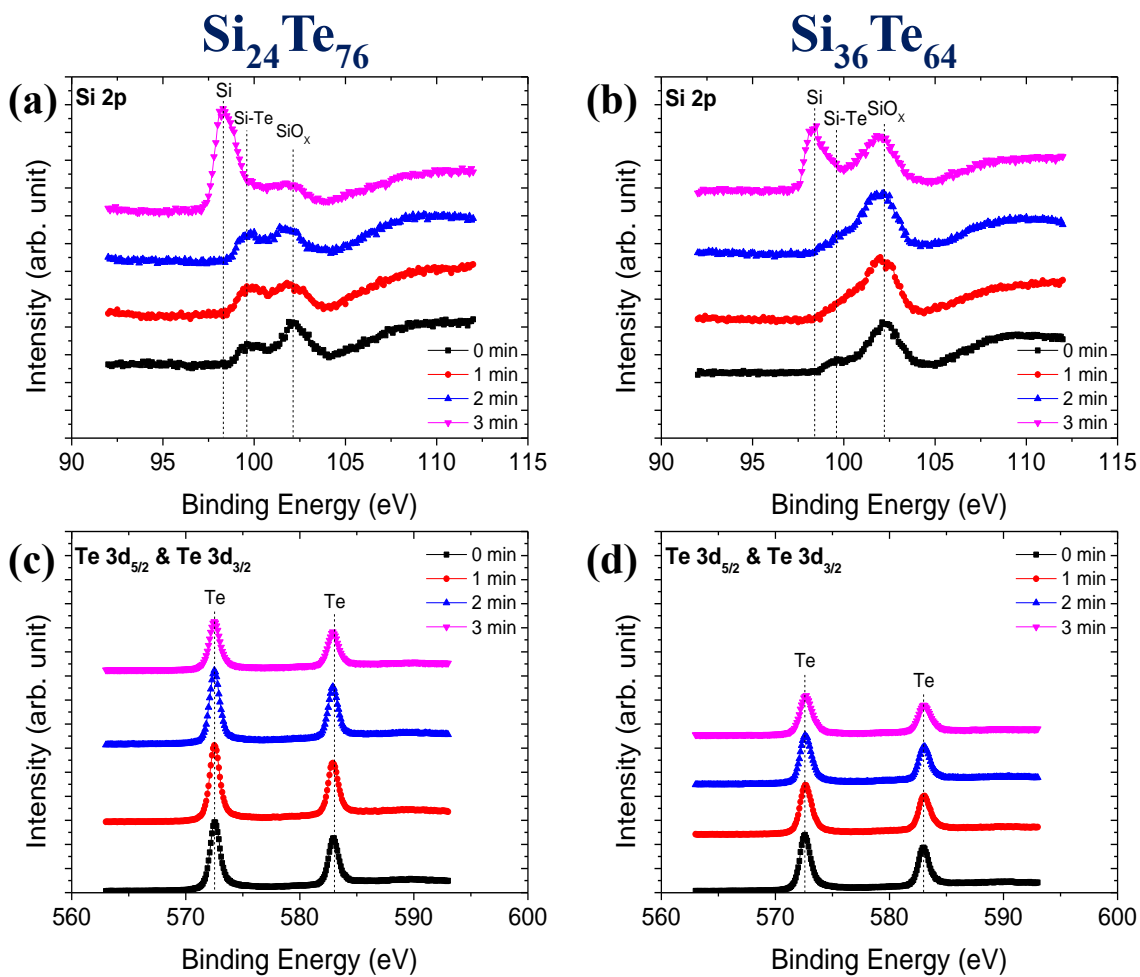 Si24Te76
Si36Te64
(a)
Si 2p
Si
Si-Te
SiOX
Intensity (arb. unit)
0 min
1 min
2 min
3 min
90 95 100 105 110 115
Binding Energy (eV)
(b)
Si 2p
Si
Si-Te
SiOX
Intensity (arb. unit)
0 min
1 min
2 min
3 min
90 95 100 105 110 115
Binding Energy (eV)
(c)
Te 3d5/2 & Te 3d3/2
Te
Te
Intensity (arb. unit)
0 min
1 min
2 min
3 min
560 570 580 590 600
Binding Energy (eV)
(d)
Te 3d5/2 & Te 3d3/2
Te
Te
Intensity (arb. unit)
0 min
1 min
2 min
3 min
560 570 580 590 600
Binding Energy (eV)